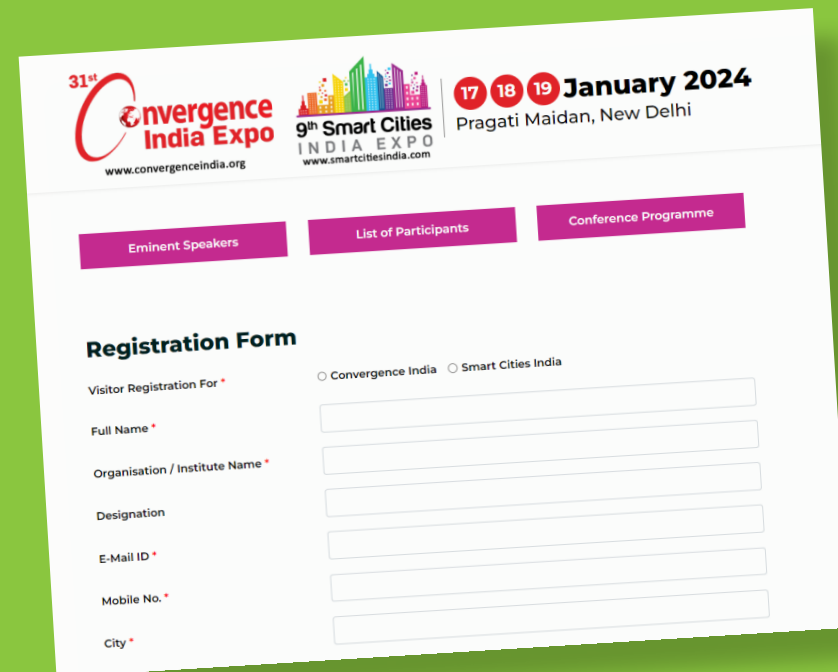 31st
Convergence
India Expo
www.convergenceindia.org
9th Smart Cities
INDIA EXPO
www.smartcitiesindia.com
17 18 19 January 2024
Pragati Maidan, New Delhi
Eminent Speakers
List of Participants
Conference Programme
Registration Form
Visitor Registration For *
Convergence India Smart Cities India
Full Name *
Organisation / Institute Name *
Designation
E-Mail ID *
Mobile No. *
City *